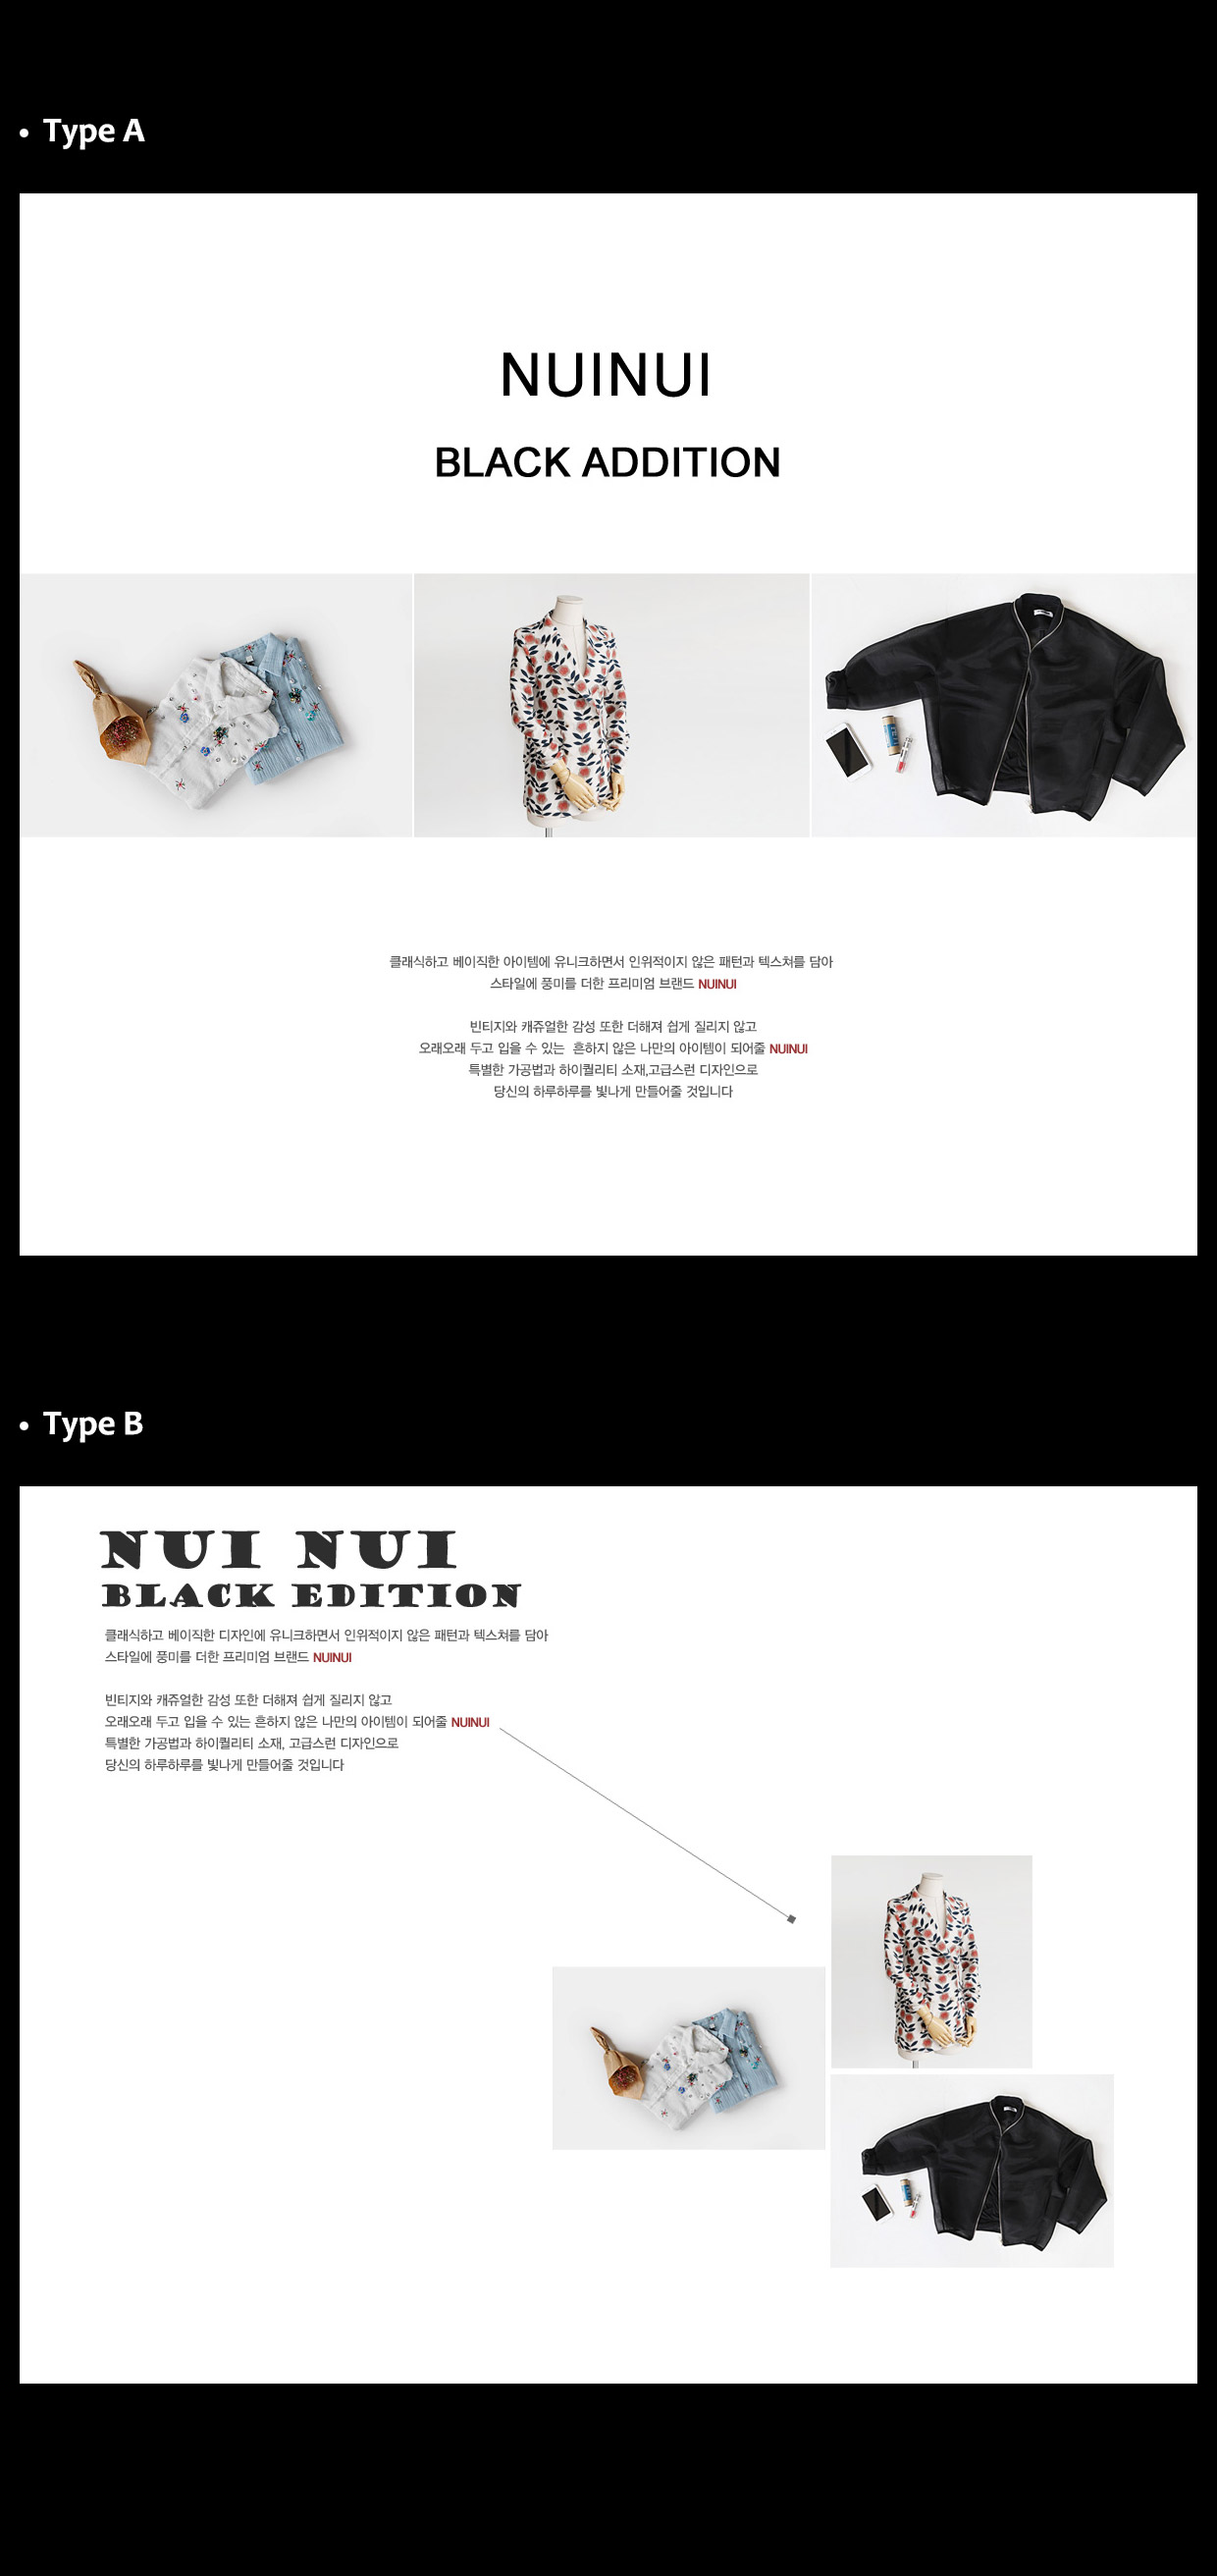 • Type A
NUINUI
BLACK ADDITION
클래식하고 베이직한 아이템에 유니크하면서 인위적이지 않은 패턴과 텍스쳐를 담아
스타일에 풍미를 더한 프리미엄 브랜드 NUINUI
빈티지와 캐쥬얼한 감성 또한 더해져 쉽게 질리지 않고
오래오래 두고 입을 수 있는 흔하지 않은 나만의 아이템이 되어줄 NUINUI
특별한 가공법과 하이퀄리티 소재,고급스런 디자인으로
당신의 하루하루를 빛나게 만들어줄 것입니다
• Type B
NUI NUI
BLACK EDITION
클래식하고 베이직한 디자인에 유니크하면서 인위적이지 않은 패턴과 텍스쳐를 담아
스타일에 풍미를 더한 프리미엄 브랜드 NUINUI
빈티지와 캐쥬얼한 감성 또한 더해져 쉽게 질리지 않고
오래오래 두고 입을 수 있는 흔하지 않은 나만의 아이템이 되어줄 NUINUI
특별한 가공법과 하이퀄리티 소재, 고급스런 디자인으로
당신의 하루하루를 빛나게 만들어줄 것입니다